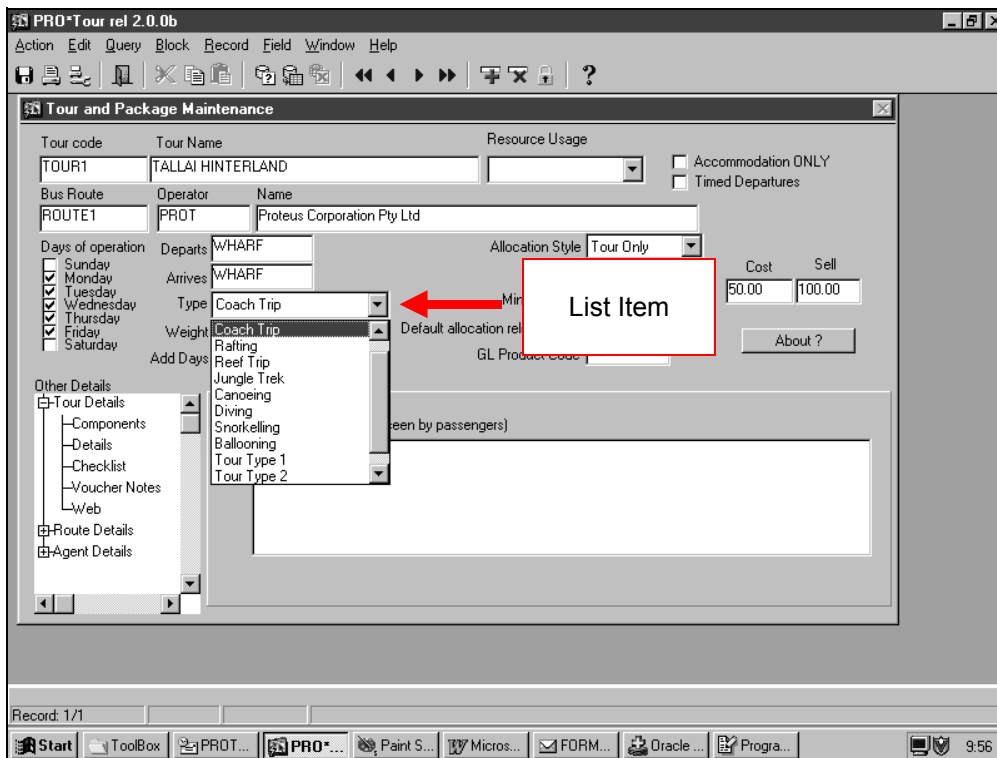 PRO*Tour rel 2.0.0b
Action Edit Query Block Record Field Window Help
Tour and Package Maintenance
Tour code Tour Name Resource Usage
TOUR1 TALLAI HINTERLAND
Accommodation ONLY
Timed Departures
Bus Route Operator Name
ROUTE1 PROT Proteus Corporation Pty Ltd
Days of operation Departs WHARF Allocation Style Tour Only
Sunday
Monday
Tuesday
Wednesday
Thursday
Friday
Saturday
Arrives WHARF
Cost Sell
50.00 100.00
Type Coach Trip Min
List Item
Weight Default allocation rel
About ?
Add Days GL Product Code
Coach Trip
Rafting
Reef Trip
Jungle Trek
Canoeing
Diving
Snorkelling
Ballooning
Tour Type 1
Tour Type 2
Other Details
Tour Details
Components
Details
Checklist
Voucher Notes
Web
Route Details
Agent Details
een by passengers)
Record: 1/1
Start ToolBox PROT... PRO*... Paint S... Micros... FORM... Oracle ... Progra... 9:56